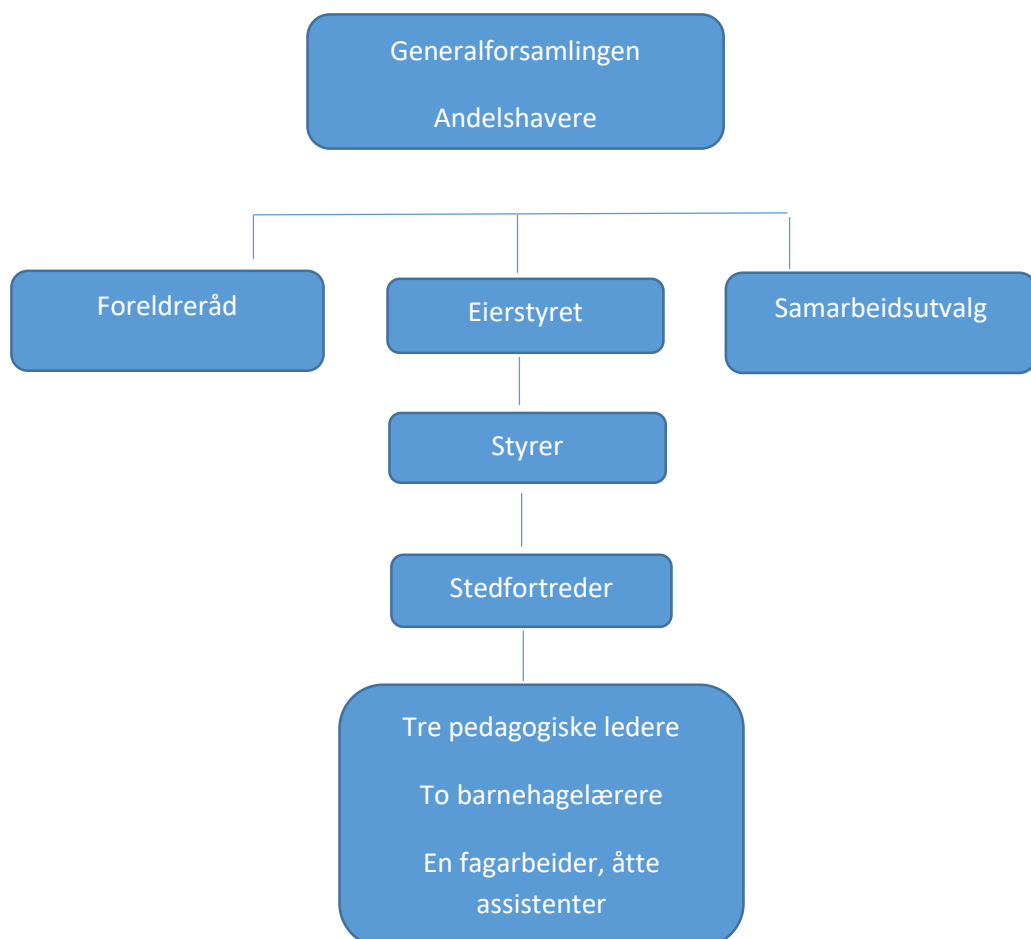 Generalforsamlingen
Andelshavere
Foreldreråd
Eierstyret
Samarbeidsutvalg
Styrer
Stedfortreder
Tre pedagogiske ledere
To barnehagelærere
En fagarbeider, åtte
assistenter